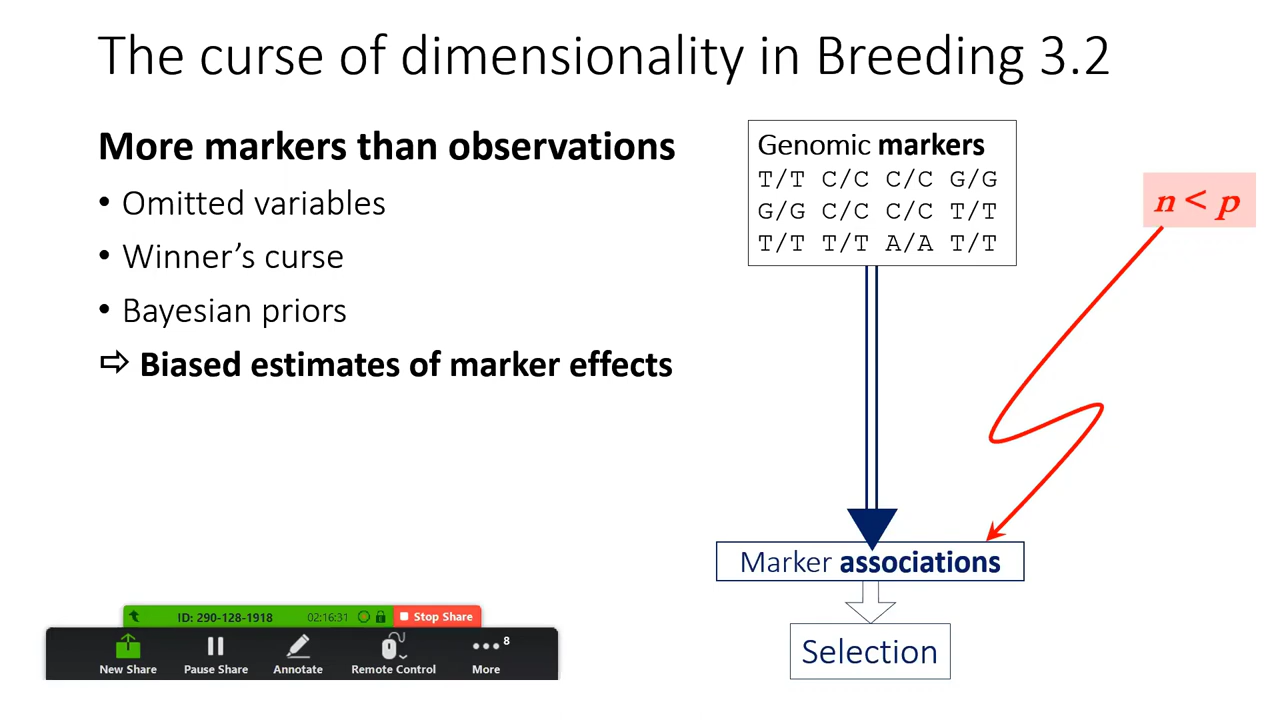 The curse of dimensionality in Breeding 3.2
More markers than observations
• Omitted variables
• Winner’s curse
• Bayesian priors
⇨ Biased estimates of marker effects
Genomic markers
T/T C/C C/C G/G
G/G C/C C/C T/T
T/T T/T A/A T/T
n < p
Marker associations
Selection
ID: 290-128-1918 02:16:31 Stop Share
8
New Share Pause Share Annotate Remote Control More